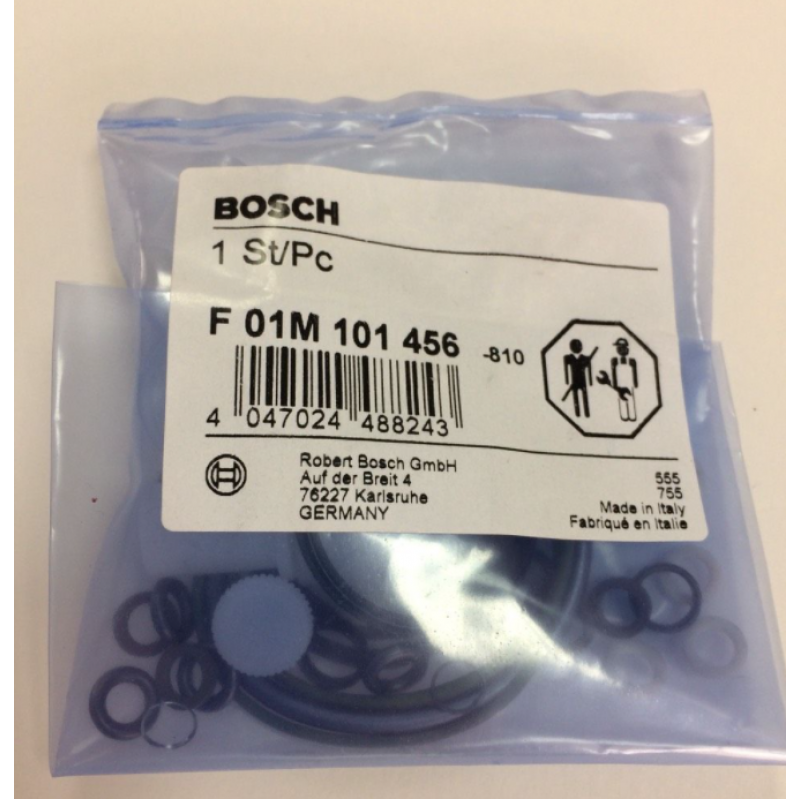 BOSCH
1 St/Pc
F 01M 101 456 -810
4 047024 488243
Robert Bosch GmbH
Auf der Breit 4
76227 Karlsruhe
GERMANY
555
755
Made in Italy
Fabriqué en Italie